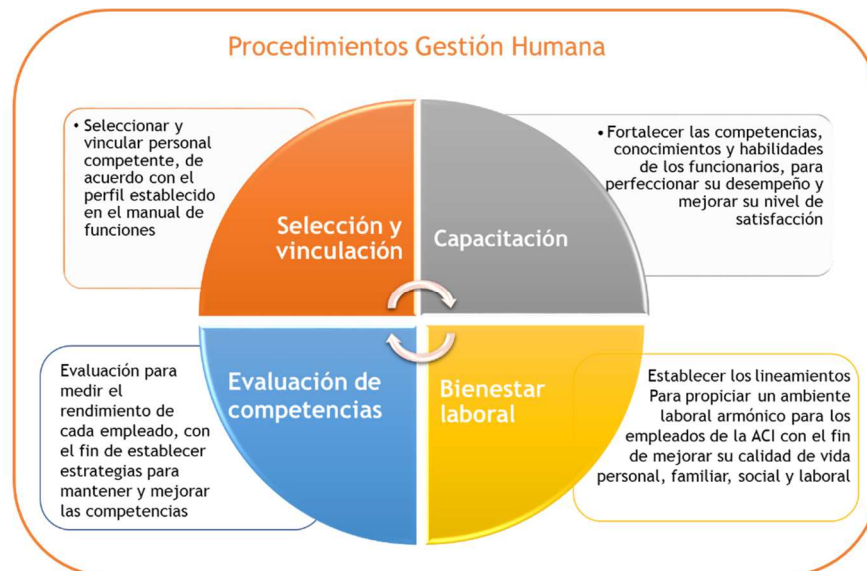 Procedimientos Gestión Humana
• Seleccionar y
vincular personal
competente, de
acuerdo con el
perfil establecido
en el manual de
funciones
Selección y
vinculación
Capacitación
• Fortalecer las competencias,
conocimientos y habilidades
de los funcionarios, para
perfeccionar su desempeño y
mejorar su nivel de
satisfacción
Evaluación para
medir el
rendimiento de
cada empleado, con
el fin de establecer
estrategias para
mantener y mejorar
las competencias
Evaluación de
competencias
Bienestar
laboral
Establecer los lineamientos
Para propiciar un ambiente
laboral armónico para los
empleados de la ACI con el fin
de mejorar su calidad de vida
personal, familiar, social y laboral